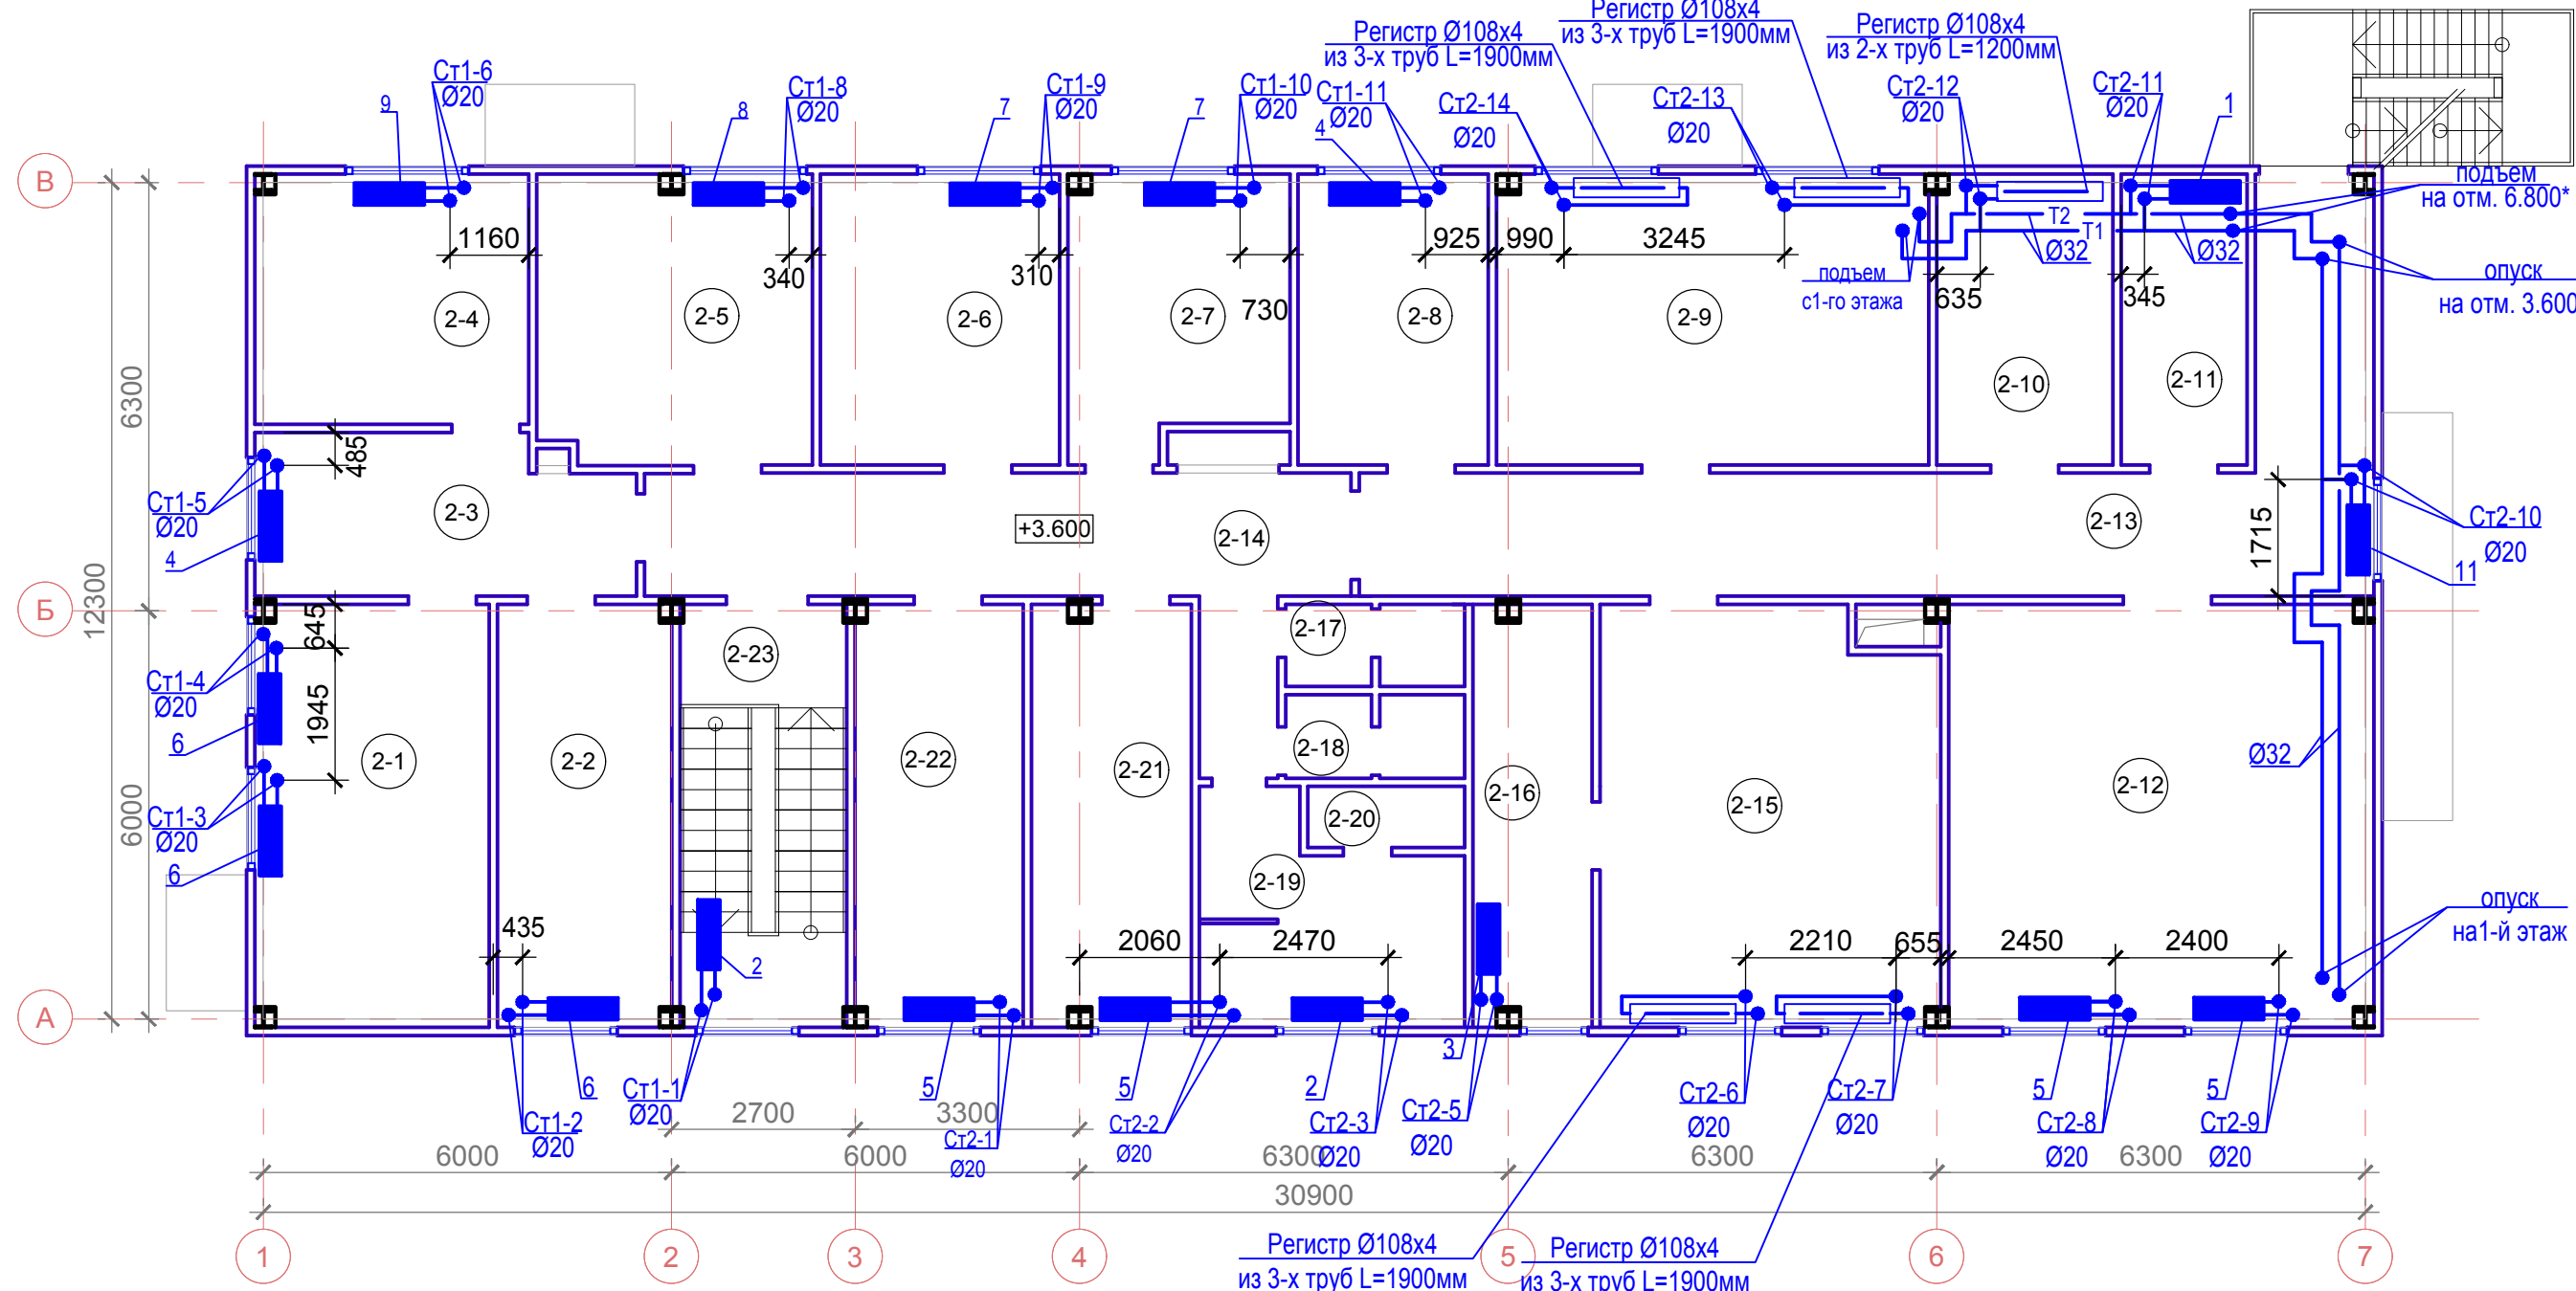 Регистр Ø108х4
из 3-х труб L=1900мм
Регистр Ø108х4
из 3-х труб L=1900мм
Регистр Ø108х4
из 2-х труб L=1200мм
Ст1-6
Ø20
9
Ст1-8
Ø20
8
Ст1-9
Ø20
7
Ст1-10
Ø20
7
Ст1-11
Ø20
4
Ст2-14
Ø20
Ст2-13
Ø20
Ст2-12
Ø20
Ст2-11
Ø20
1
В
подъем
на отм. 6.800*
Т2
Т1
Ø32
Ø32
1160
340
310
730
925
990
3245
635
345
подъем
с1-го этажа
опуск
на отм. 3.600
2-4
2-5
2-6
2-7
2-8
2-9
2-10
2-11
6300
485
Ст1-5
Ø20
4
2-3
+3.600
2-14
2-13
1715
Ст2-10
Ø20
11
12300
Б
645
Ст1-4
Ø20
6
1945
2-23
2-17
2-1
2-2
2-22
2-21
2-18
2-16
2-20
2-15
2-12
Ø32
6000
Ст1-3
Ø20
6
2-19
435
2
2060
2470
2210
655
2450
2400
опуск
на1-й этаж
А
6
Ст1-2
Ø20
Ст1-1
Ø20
5
Ст2-1
Ø20
5
Ст2-2
Ø20
2
Ст2-3
Ø20
3
Ст2-5
Ø20
Ст2-6
Ø20
Ст2-7
Ø20
5
Ст2-8
Ø20
5
Ст2-9
Ø20
2700
3300
6000
6000
6300
6300
6300
30900
Регистр Ø108х4
из 3-х труб L=1900мм
Регистр Ø108х4
из 3-х труб L=1900мм
1
2
3
4
5
6
7